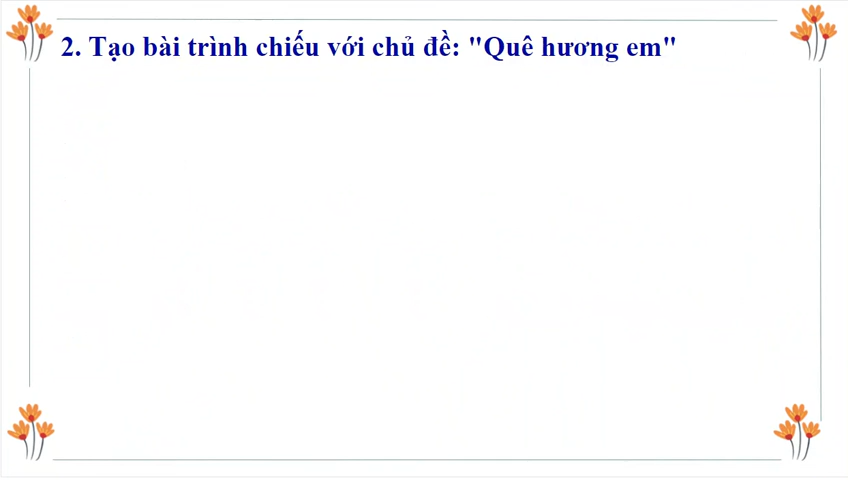 2. Tạo bài trình chiếu với chủ đề: "Quê hương em"